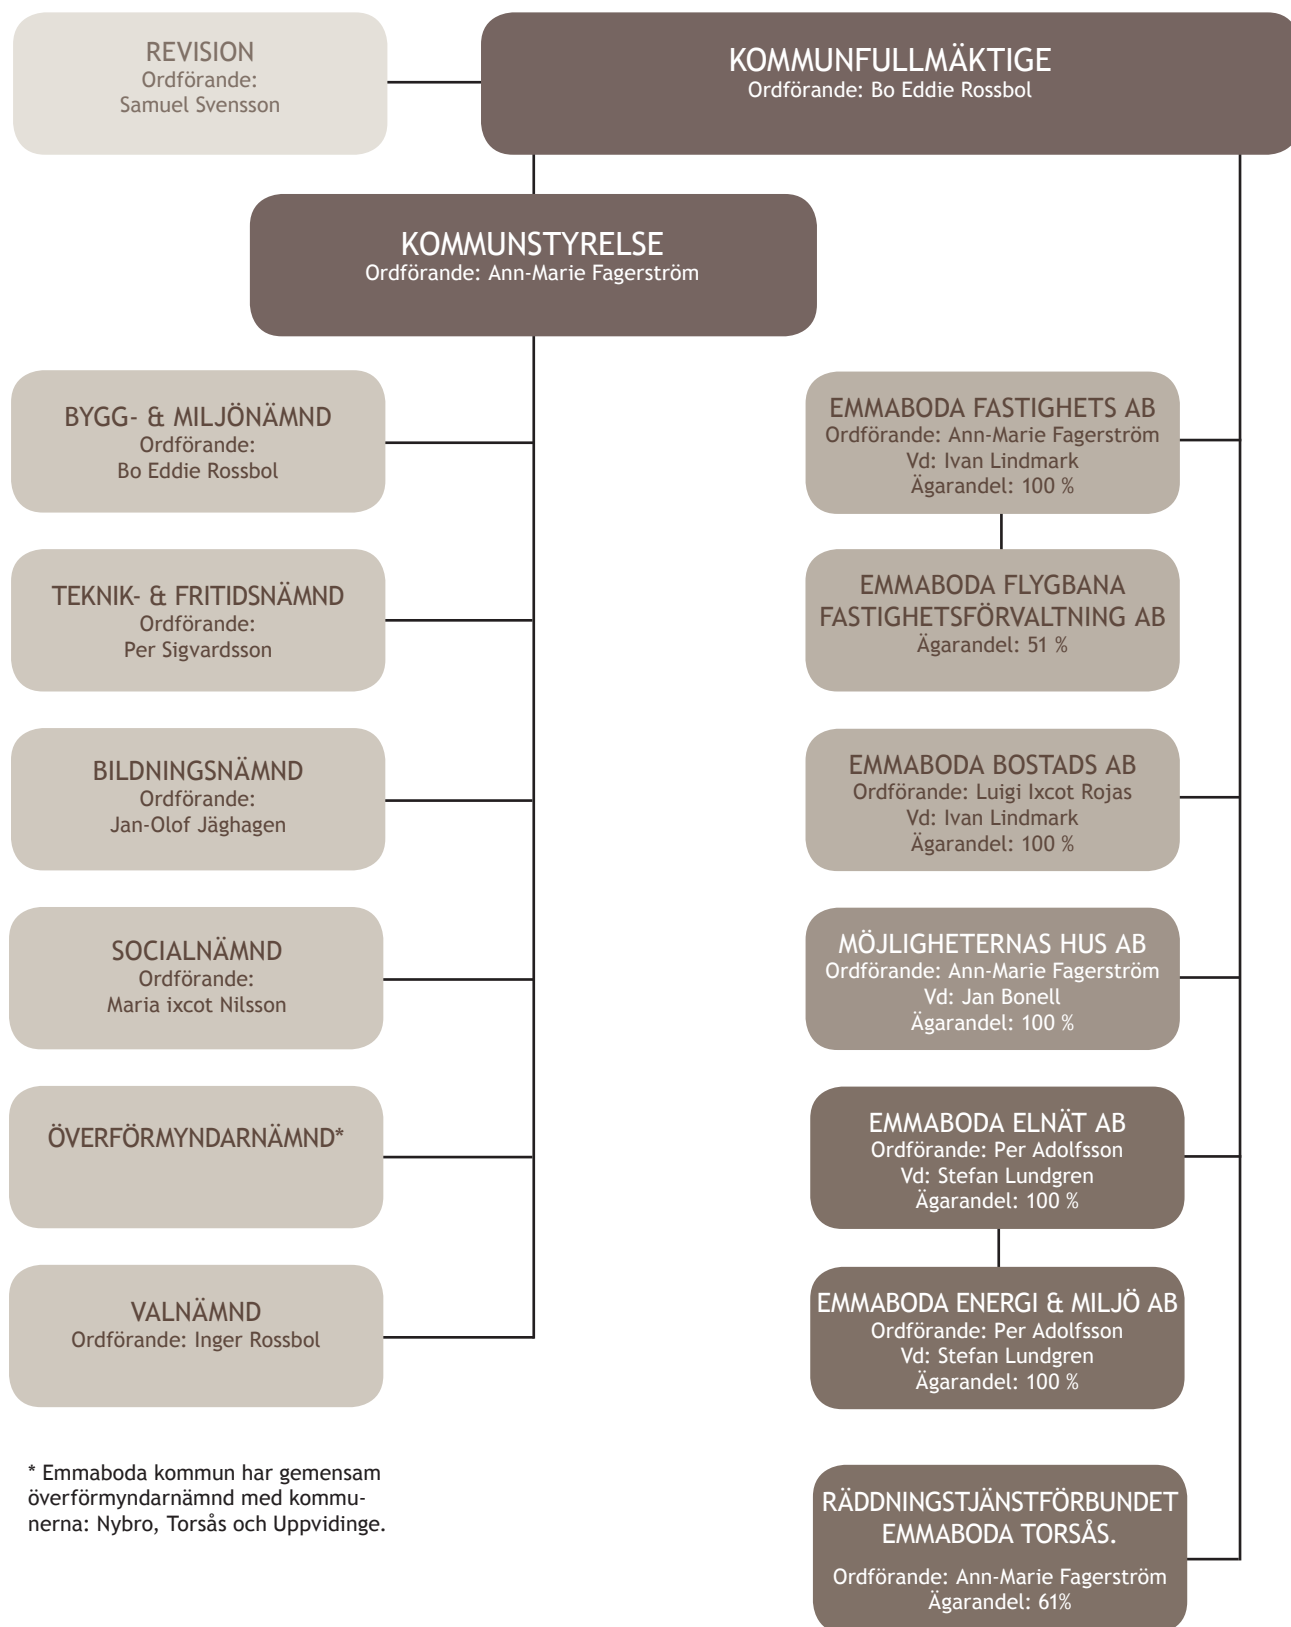 REVISION
Ordförande:
Samuel Svensson
KOMMUNFULLMÄKTIGE
Ordförande: Bo Eddie Rossbol
KOMMUNSTYRELSE
Ordförande: Ann-Marie Fagerström
BYGG- & MILJÖNÄMND
Ordförande:
Bo Eddie Rossbol
TEKNIK- & FRITIDSNÄMND
Ordförande:
Per Sigvardsson
BILDNINGSNÄMND
Ordförande:
Jan-Olof Jäghagen
SOCIALNÄMND
Ordförande:
Maria ixcot Nilsson
ÖVERFÖRMYNDARNÄMND*
VALNÄMND
Ordförande: Inger Rossbol
* Emmaboda kommun har gemensam
överförmyndarnämnd med kommu-
nerna: Nybro, Torsås och Uppvidinge.
EMMABODA FASTIGHETS AB
Ordförande: Ann-Marie Fagerström
Vd: Ivan Lindmark
Ägarandel: 100 %
EMMABODA FLYGBANA
FASTIGHETSFÖRVALTNING AB
Ägarandel: 51 %
EMMABODA BOSTADS AB
Ordförande: Luigi Ixcot Rojas
Vd: Ivan Lindmark
Ägarandel: 100 %
MÖJLIGHETERNAS HUS AB
Ordförande: Ann-Marie Fagerström
Vd: Jan Bonell
Ägarandel: 100 %
EMMABODA ELNÄT AB
Ordförande: Per Adolfsson
Vd: Stefan Lundgren
Ägarandel: 100 %
EMMABODA ENERGI & MILJÖ AB
Ordförande: Per Adolfsson
Vd: Stefan Lundgren
Ägarandel: 100 %
RÄDDNINGSTJÄNSTFÖRBUNDET
EMMABODA TORSÅS.
Ordförande: Ann-Marie Fagerström
Ägarandel: 61%